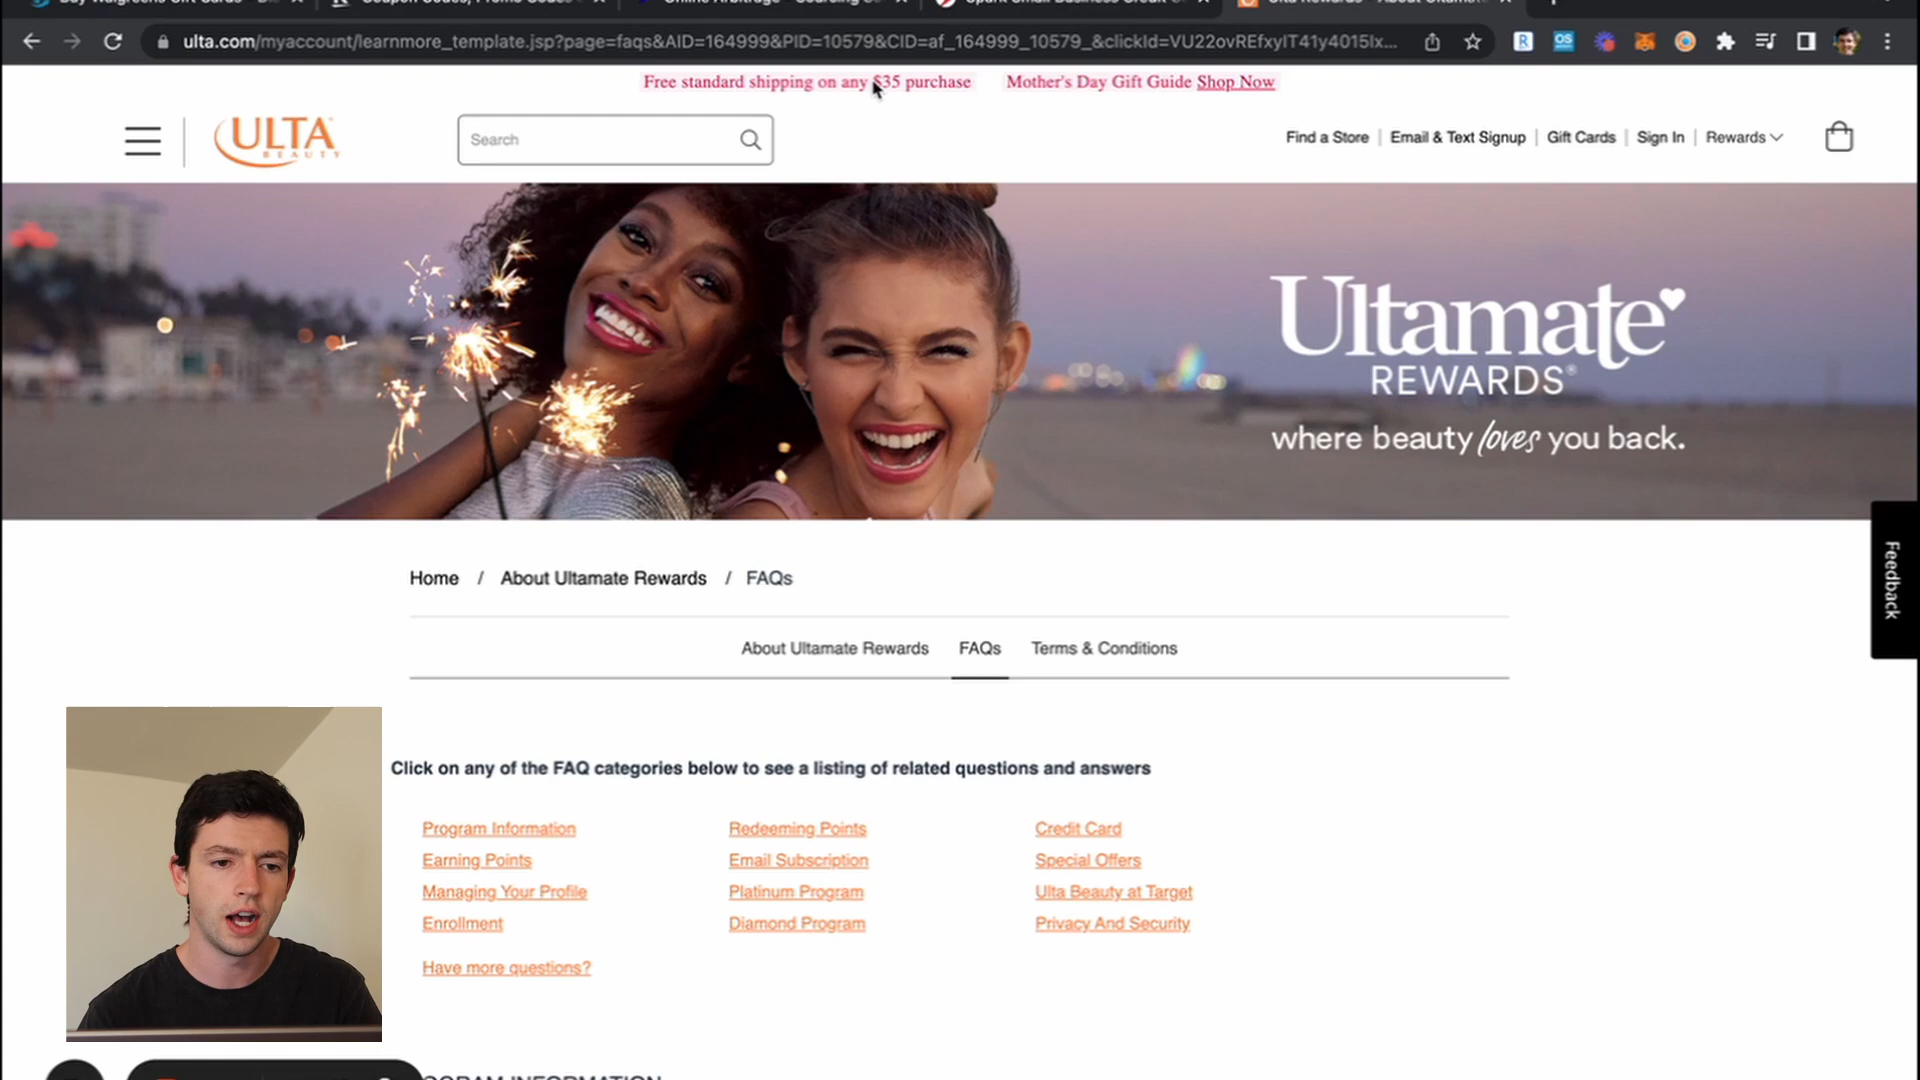 ulta.com/myaccount/learnmore_template.jsp?page=faqs&AID=164999&PID=10579&CID=af_164999_10579_&clickId=VU22ovREfxyIT41y4015Ix...
Free standard shipping on any $35 purchase Mother's Day Gift Guide Shop Now
ULTA
BEAUTY
Search
Find a Store | Email & Text Signup | Gift Cards | Sign In | Rewards
Ultamate
REWARDS®
where beauty loves you back.
Feedback
Home / About Ultamate Rewards / FAQs
About Ultamate Rewards FAQs Terms & Conditions
Click on any of the FAQ categories below to see a listing of related questions and answers
Program Information Redeeming Points Credit Card
Earning Points Email Subscription Special Offers
Managing Your Profile Platinum Program Ulta Beauty at Target
Enrollment Diamond Program Privacy And Security
Have more questions?